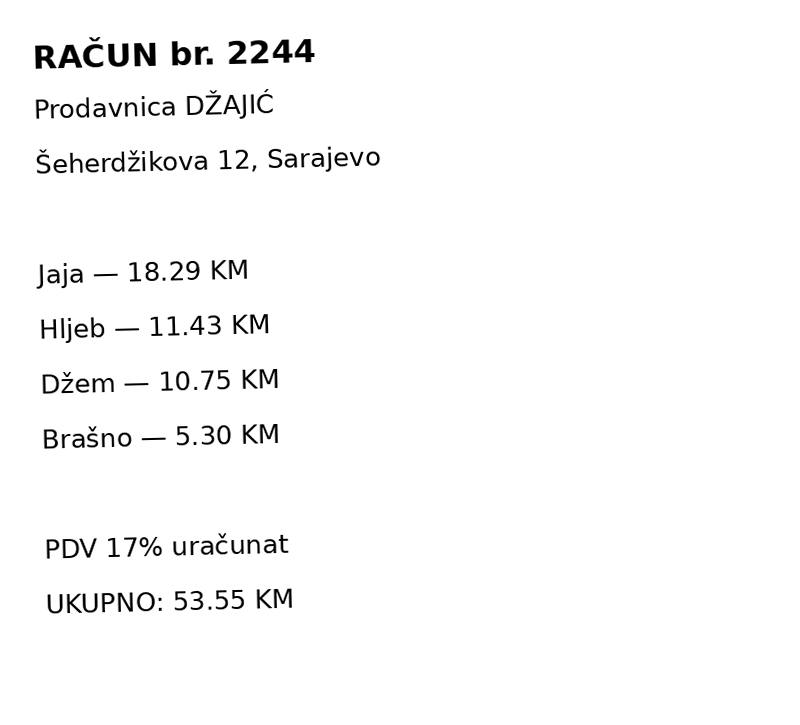 RAČUN br. 2244
Prodavnica DŽAJIĆ
Šeherdžikova 12, Sarajevo
Jaja — 18.29 KM
Hljeb — 11.43 KM
Džem — 10.75 KM
Brašno — 5.30 KM
PDV 17% uračunat
UKUPNO: 53.55 KM